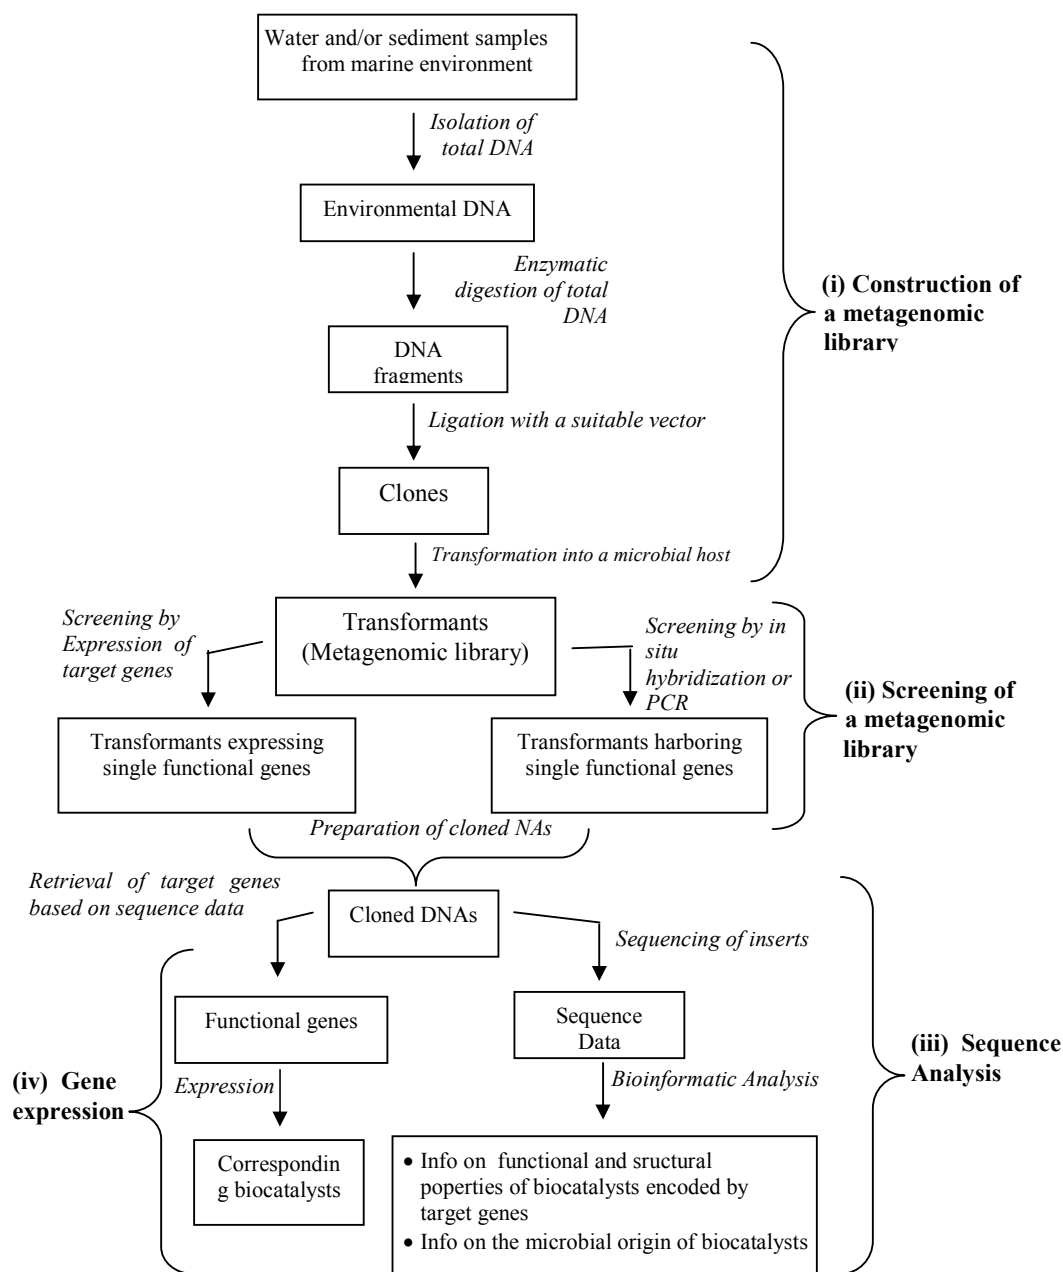 Water and/or sediment samples
from marine environment
Isolation of
total DNA
Environmental DNA
Enzymatic
digestion of total
DNA
(i) Construction of
a metagenomic
library
DNA
fragments
Ligation with a suitable vector
Clones
Transformation into a microbial host
Screening by
Expression of
target genes
Transformants
(Metagenomic library)
Screening by in
situ
hybridization or
PCR
(ii) Screening of
a metagenomic
library
Transformants expressing
single functional genes
Transformants harboring
single functional genes
Preparation of cloned NAs
Retrieval of target genes
based on sequence data
Cloned DNAs
Sequencing of inserts
Functional genes
Sequence
Data
(iii) Sequence
Analysis
(iv) Gene
expression
Expression
Bioinformatic Analysis
Correspondin
g biocatalysts
• Info on functional and sructural
poperties of biocatalysts encoded by
target genes
• Info on the microbial origin of biocatalysts